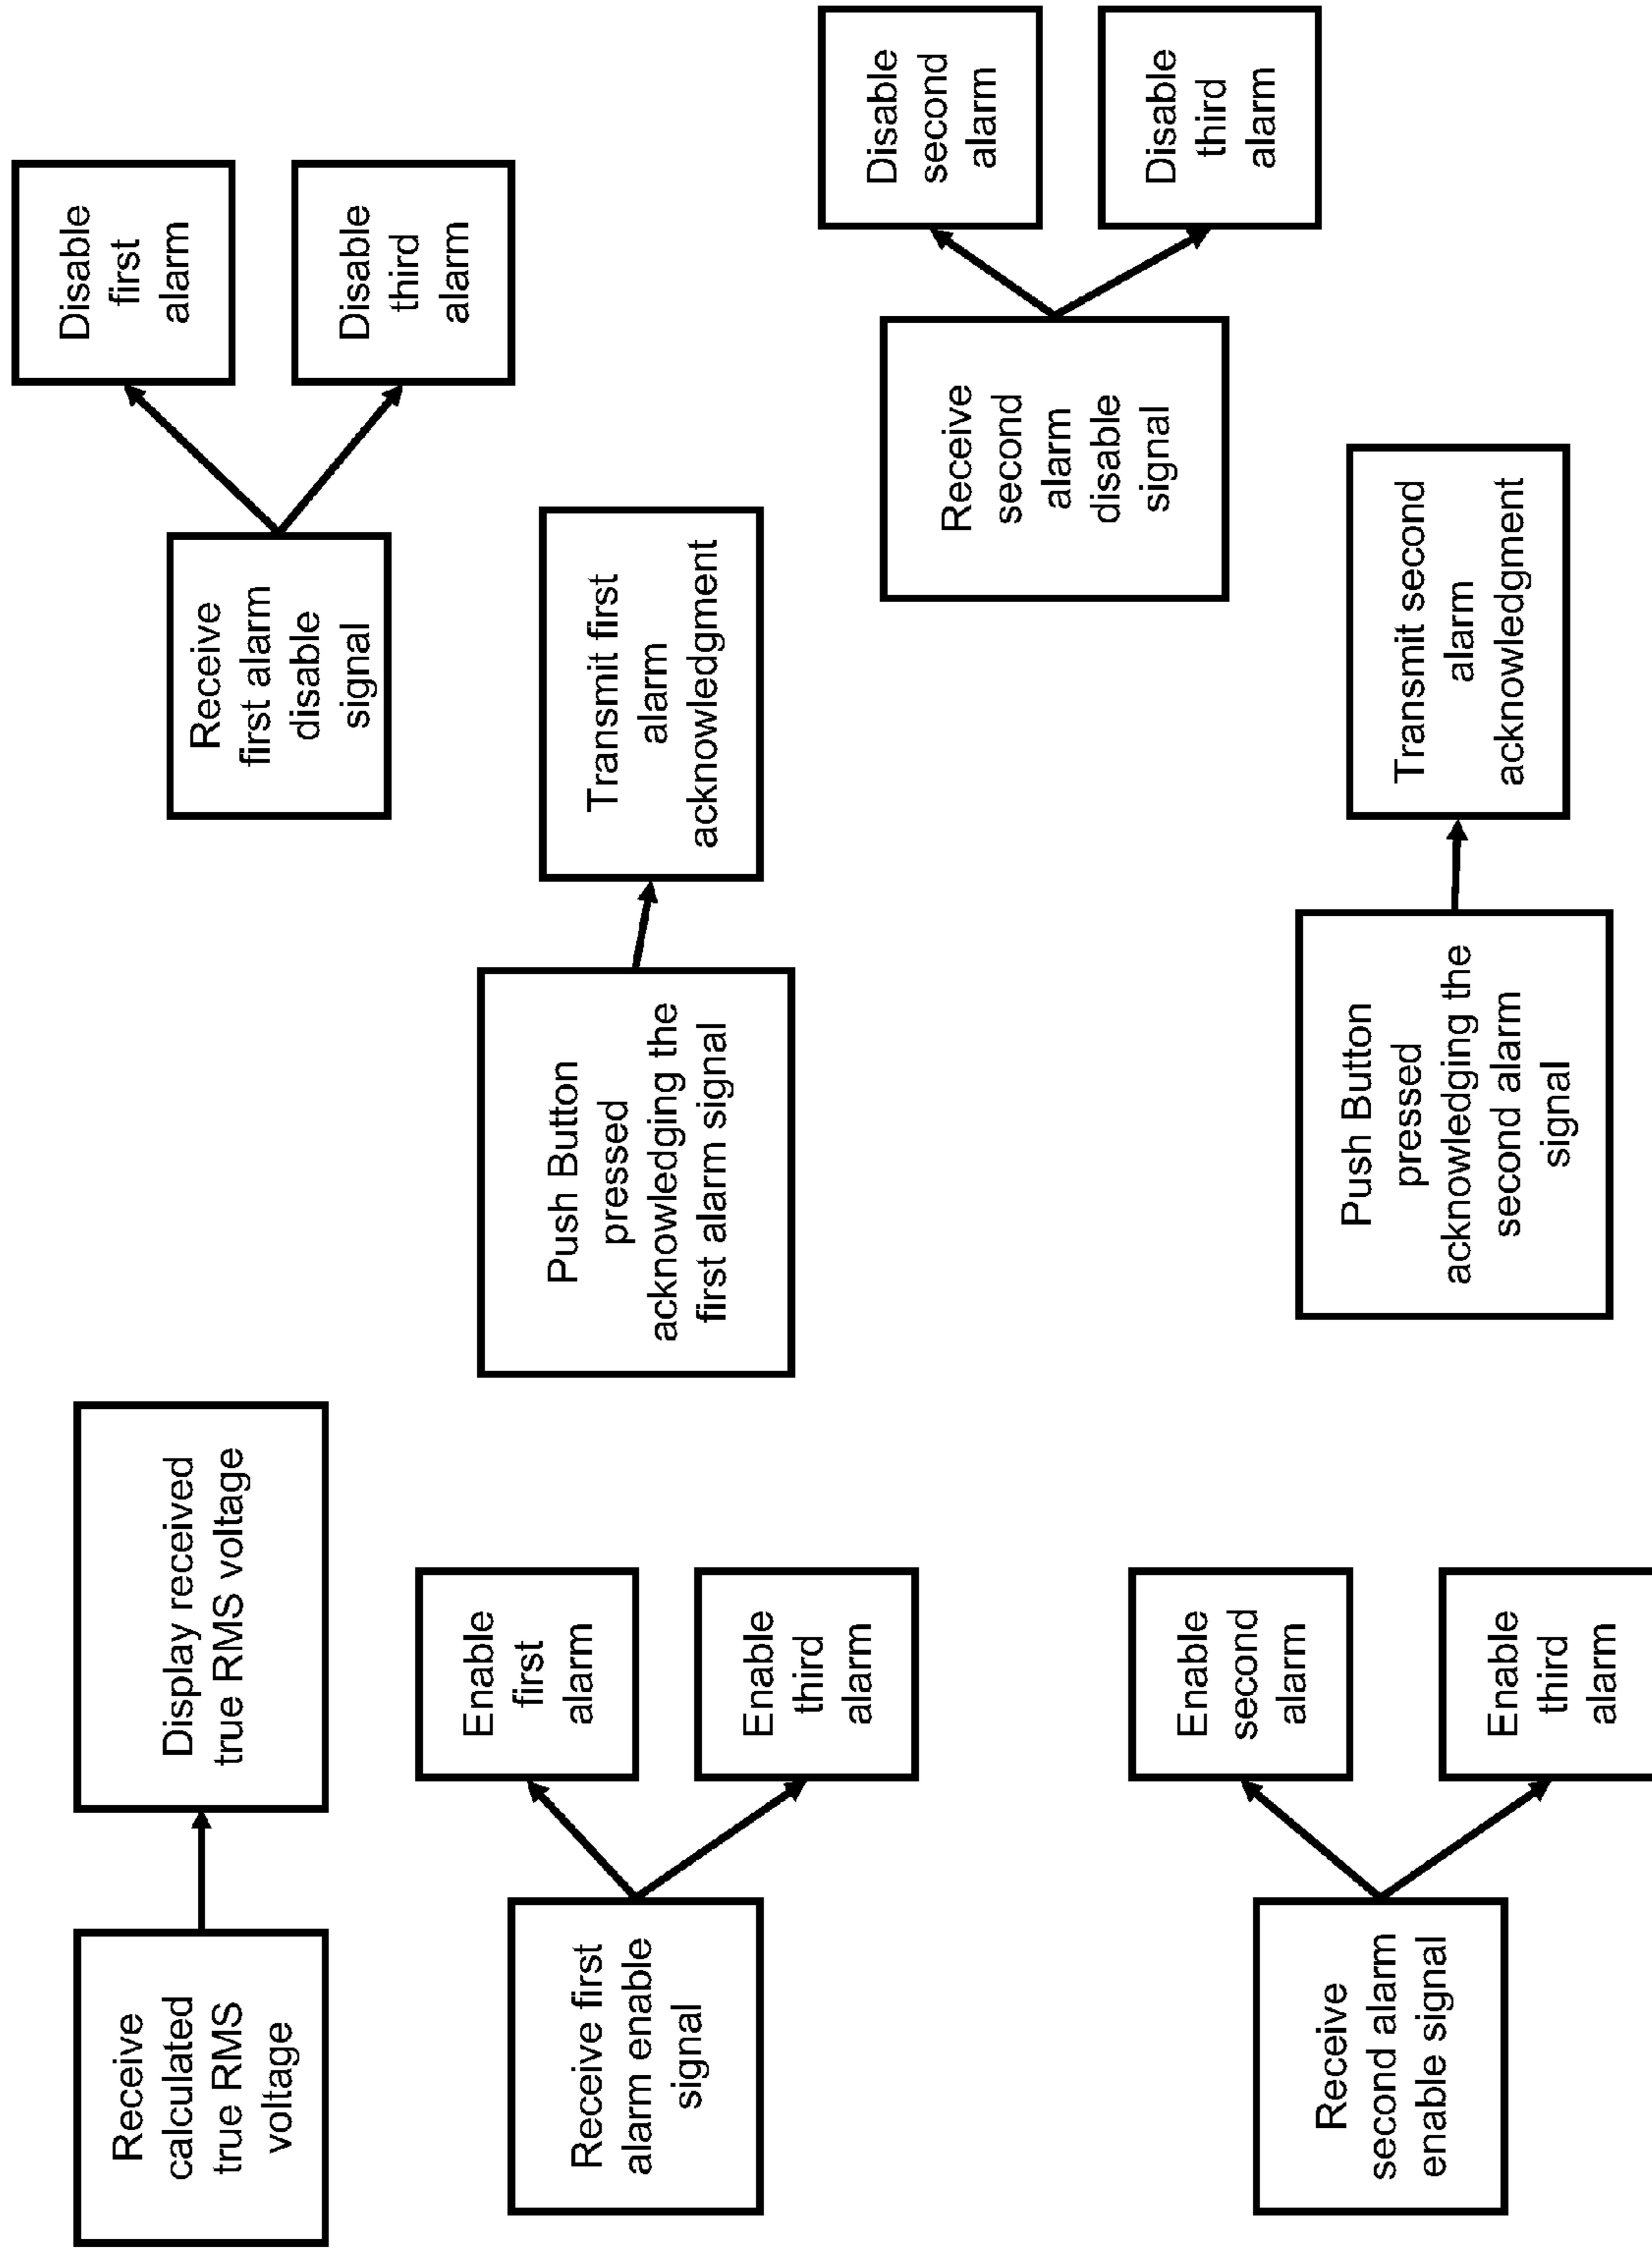 Receive
calculated
true RMS
voltage
Display received
true RMS voltage
Receive
first alarm
disable
signal
Disable
first
alarm
Disable
third
alarm
Receive first
alarm enable
signal
Enable
first
alarm
Enable
third
alarm
Push Button
pressed
acknowledging the
first alarm signal
Transmit first
alarm
acknowledgment
Receive
second
alarm
disable
signal
Disable
second
alarm
Disable
third
alarm
Receive
second alarm
enable signal
Enable
second
alarm
Enable
third
alarm
Push Button
pressed
acknowledging the
second alarm
signal
Transmit second
alarm
acknowledgment